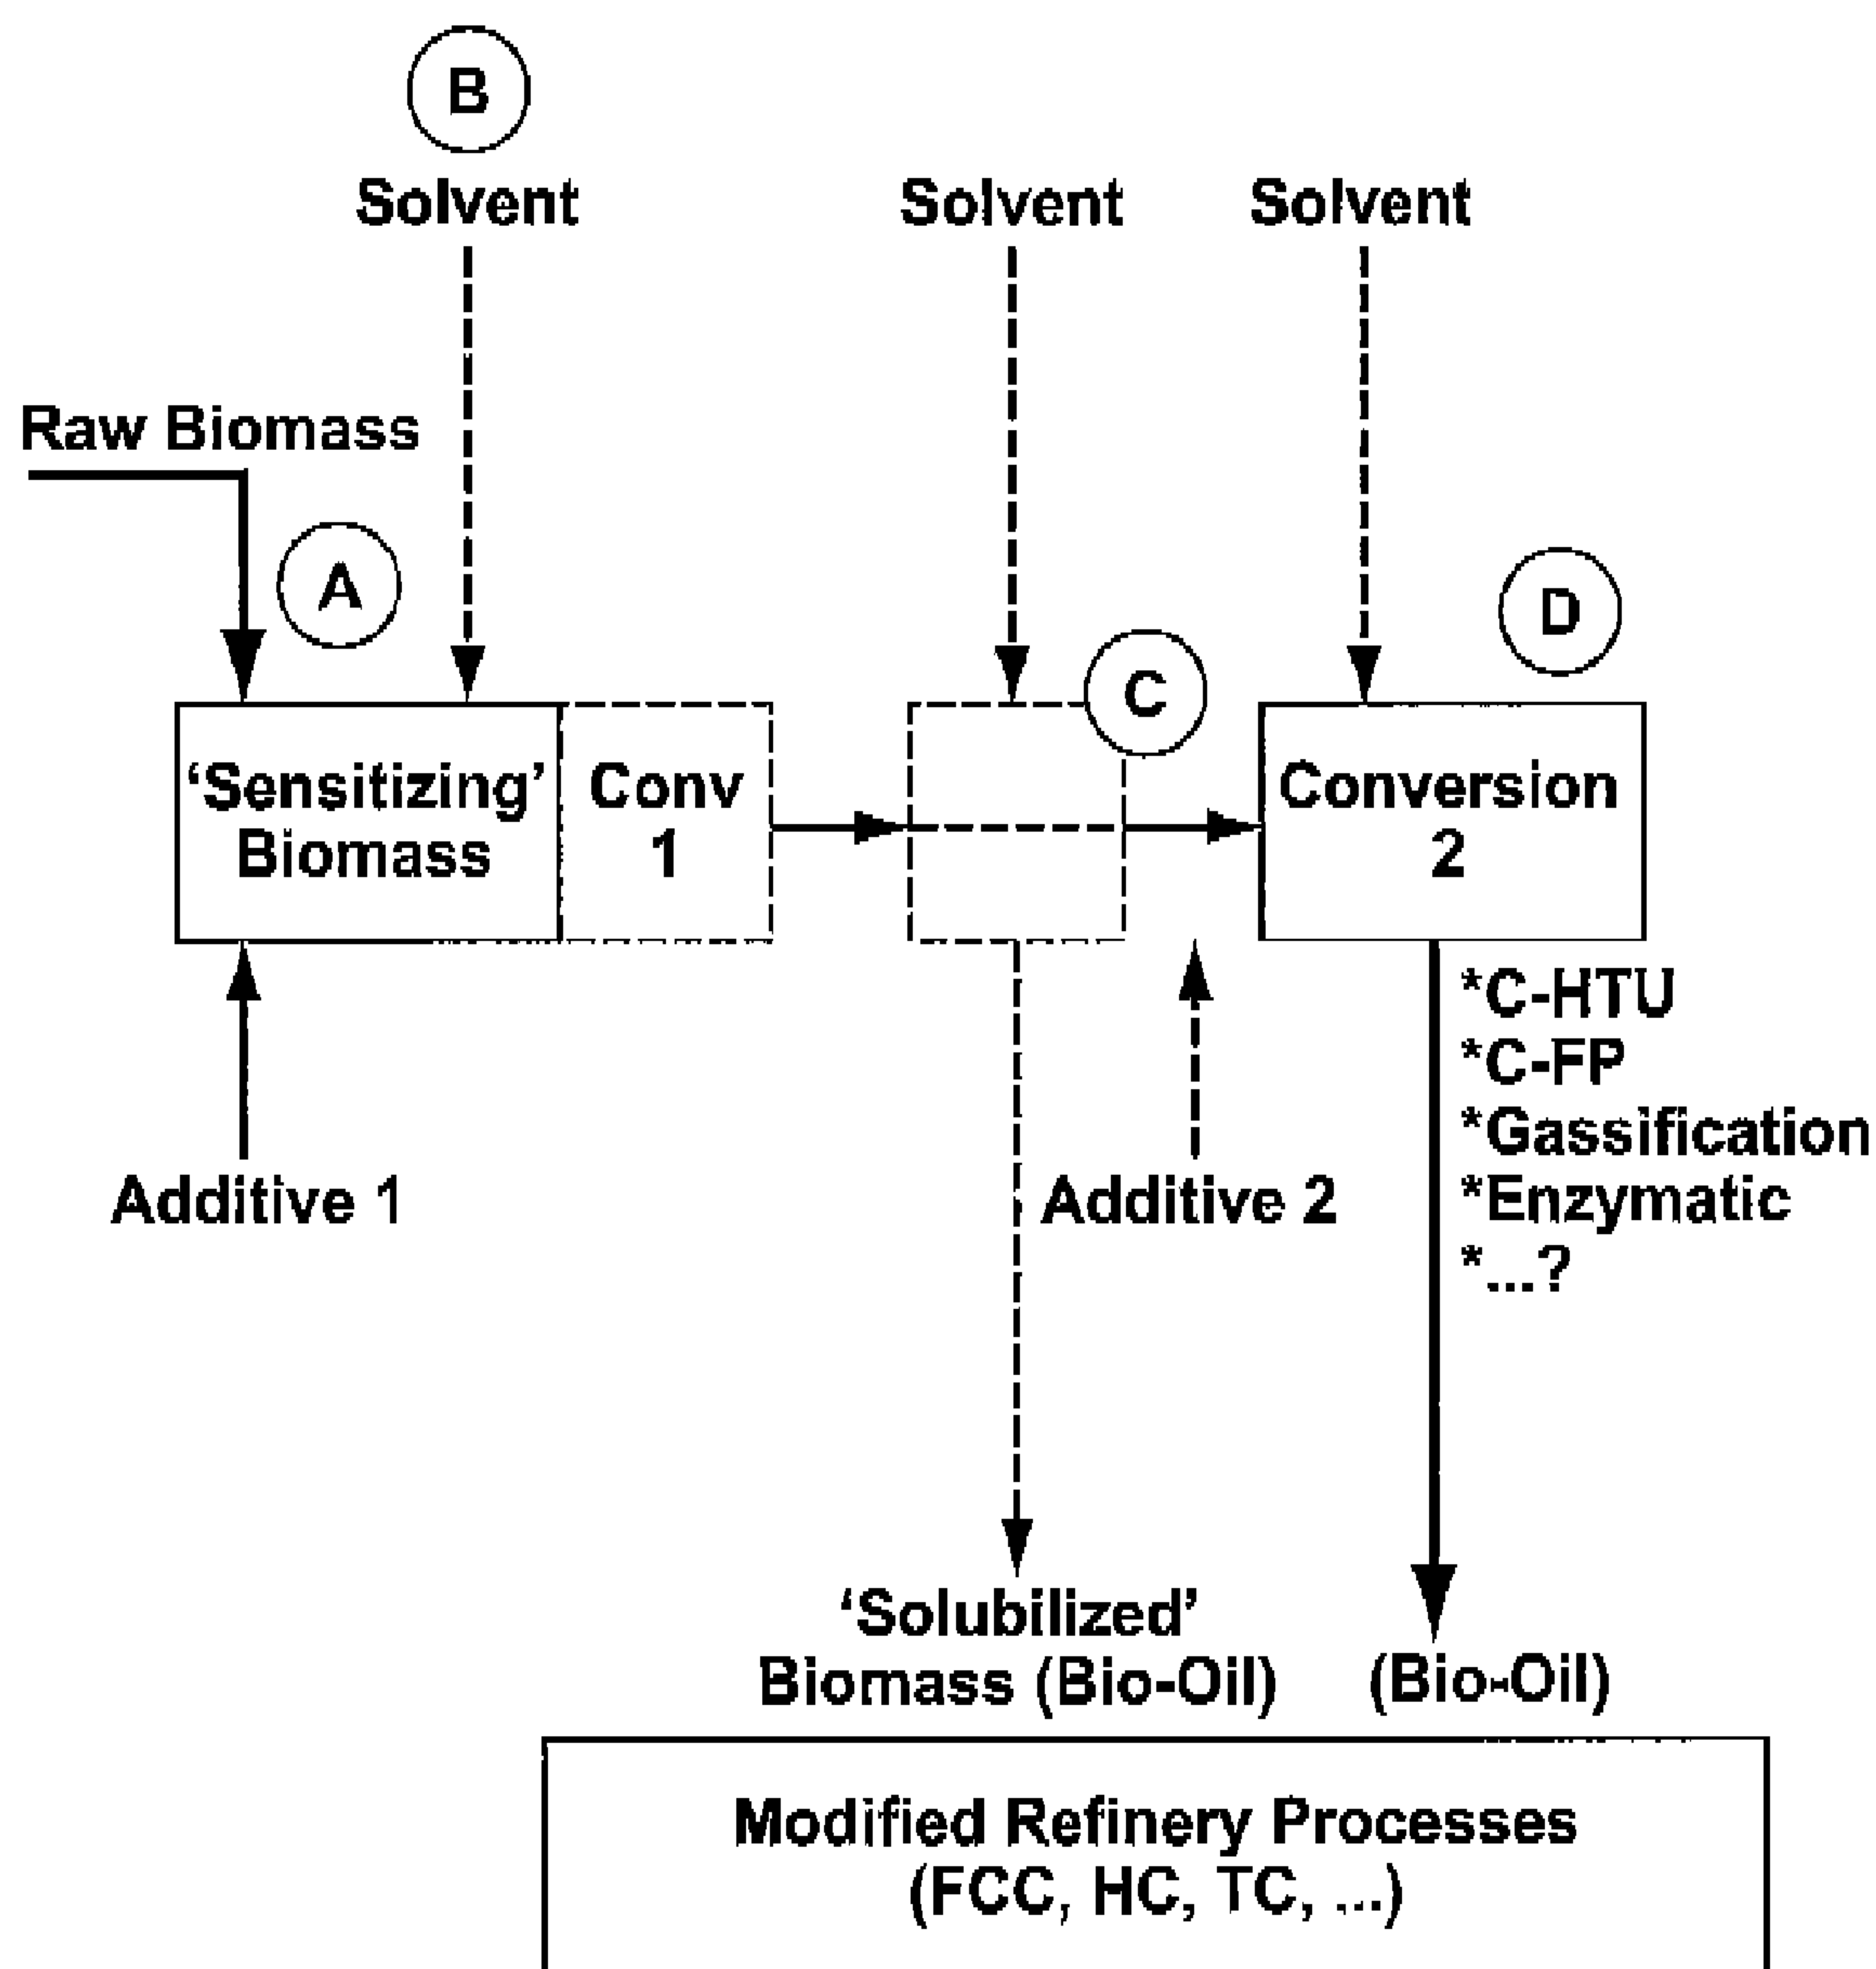 B
Solvent
Solvent
Solvent
Raw Biomass
A
D
C
‘Sensitizing’
Biomass
Conv
1
Conversion
2
*C-HTU
*C-FP
*Gassification
*Enzymatic
*...?
Additive 1
Additive 2
‘Solubilized’
Biomass (Bio-Oil)
(Bio-Oil)
Modified Refinery Processes
(FCC, HC, TC, ...)